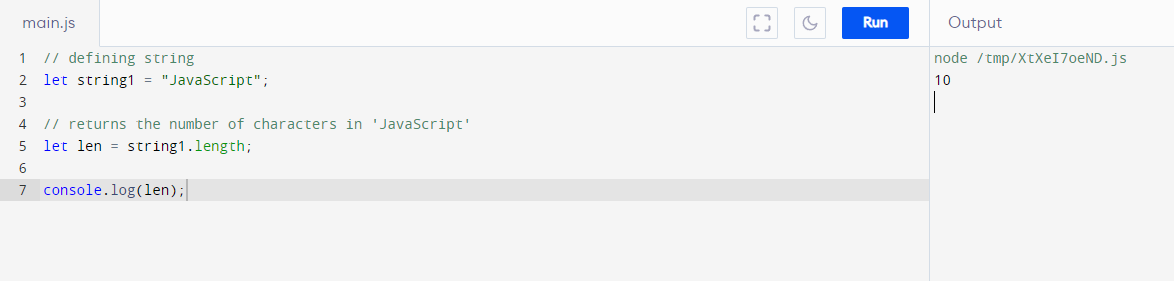 main.js
Run
Output
1 // defining string
2 let string1 = "JavaScript";
3
4 // returns the number of characters in 'JavaScript'
5 let len = string1.length;
6
7 console.log(len);
node /tmp/XtXeI7oeND.js
10